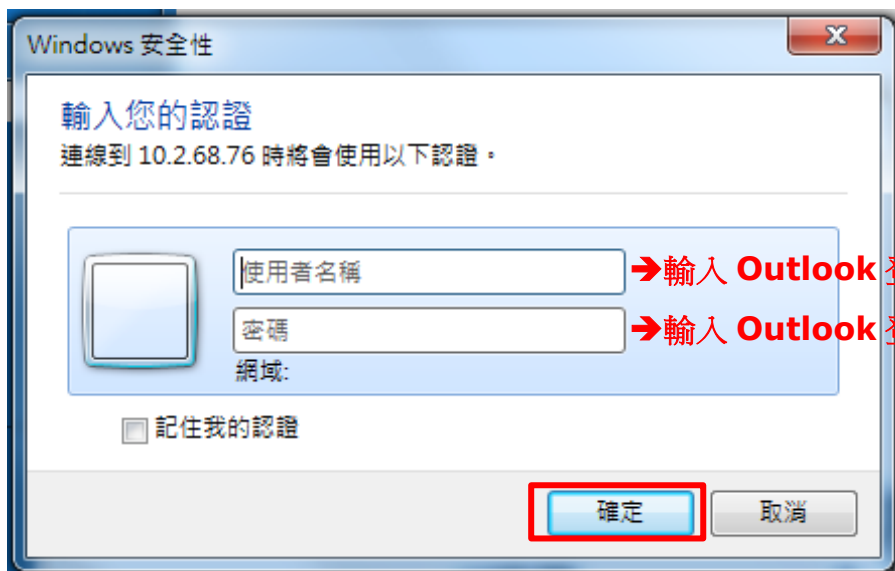 Windows 安全性
輸入您的認證
連線到 10.2.68.76 時將會使用以下認證。
使用者名稱
➔輸入 Outlook
密碼
➔輸入 Outlook
網域:
記住我的認證
確定
取消